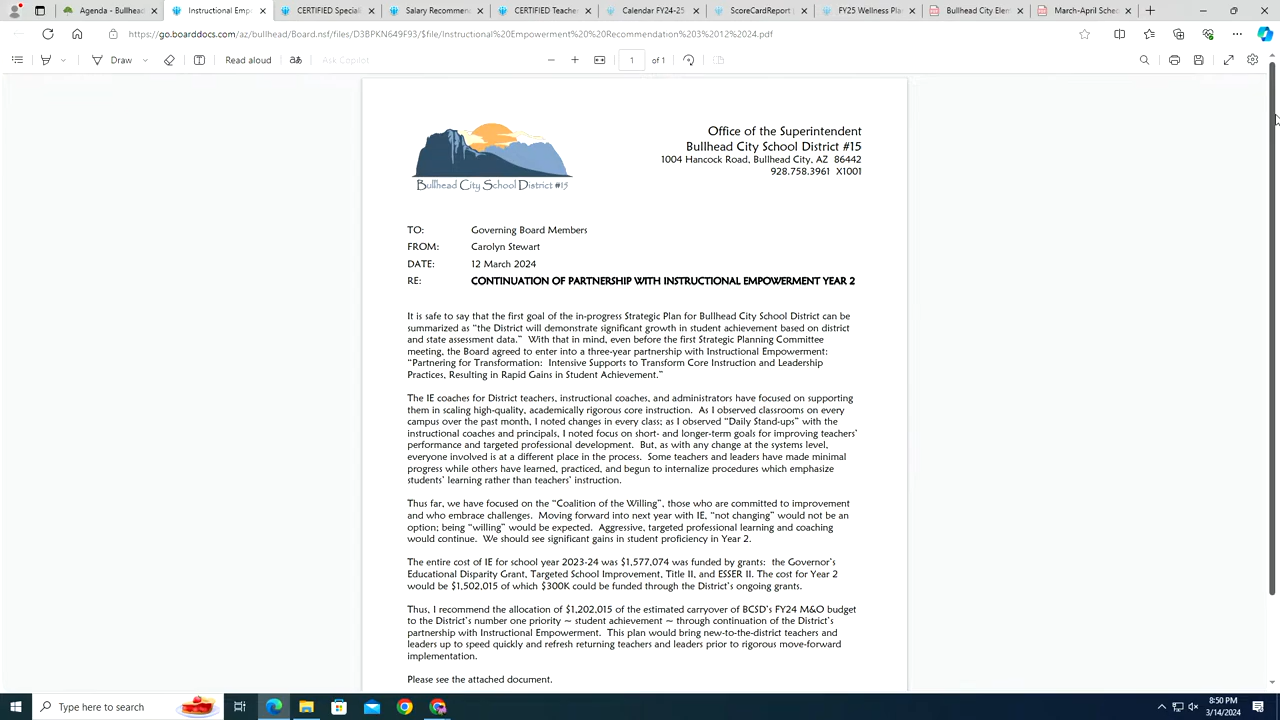 Agenda - Bullhead
Instructional Emp
CERTIFIED Speciali
Salary Recommen
CERTIFIED Teache
Calendar FY24-25
ScoreCardReport
FY25 Wellness Pla
Bullhead City Elem
March-April Sched
https://go.boarddocs.com/az/bullhead/Board.nsf/files/D3BPKN649F93/$file/Instructional%20Empowerment%20%20Recommendation%203%2012%2024.pdf
Draw
Read aloud
Ask Copilot
1 of 1
Office of the Superintendent
Bullhead City School District #15
1004 Hancock Road, Bullhead City, AZ 86442
928.758.3961 X1001
Bullhead City School District #15
TO: Governing Board Members
FROM: Carolyn Stewart
DATE: 12 March 2024
RE: CONTINUATION OF PARTNERSHIP WITH INSTRUCTIONAL EMPOWERMENT YEAR 2
It is safe to say that the first goal of the in-progress Strategic Plan for Bullhead City School District can be
summarized as “the District will demonstrate significant growth in student achievement based on district
and state assessment data.” With that in mind, even before the first Strategic Planning Committee
meeting, the Board agreed to enter into a three-year partnership with Instructional Empowerment:
“Partnering for Transformation: Intensive Supports to Transform Core Instruction and Leadership
Practices, Resulting in Rapid Gains in Student Achievement.”
The IE coaches for District teachers, instructional coaches, and administrators have focused on supporting
them in scaling high-quality, academically rigorous core instruction. As I observed classrooms on every
campus over the past month, I noted changes in every class; as I observed “Daily Stand-ups” with the
instructional coaches and principals, I noted focus on short- and longer-term goals for improving teachers’
performance and targeted professional development. But, as with any change at the systems level,
everyone involved is at a different place in the process. Some teachers and leaders have made minimal
progress while others have learned, practiced, and begun to internalize procedures which emphasize
students’ learning rather than teachers’ instruction.
Thus far, we have focused on the “Coalition of the Willing”, those who are committed to improvement
and who embrace challenges. Moving forward into next year with IE, “not changing” would not be an
option; being “willing” would be expected. Aggressive, targeted professional learning and coaching
would continue. We should see significant gains in student proficiency in Year 2.
The entire cost of IE for school year 2023-24 was $1,577,074 was funded by grants: the Governor’s
Educational Disparity Grant, Targeted School Improvement, Title II, and ESSER II. The cost for Year 2
would be $1,502,015 of which $300K could be funded through the District’s ongoing grants.
Thus, I recommend the allocation of $1,202,015 of the estimated carryover of BCSD’s FY24 M&O budget
to the District’s number one priority ~ student achievement ~ through continuation of the District’s
partnership with Instructional Empowerment. This plan would bring new-to-the-district teachers and
leaders up to speed quickly and refresh returning teachers and leaders prior to rigorous move-forward
implementation.
Please see the attached document.
Type here to search
8:50 PM
3/14/2024